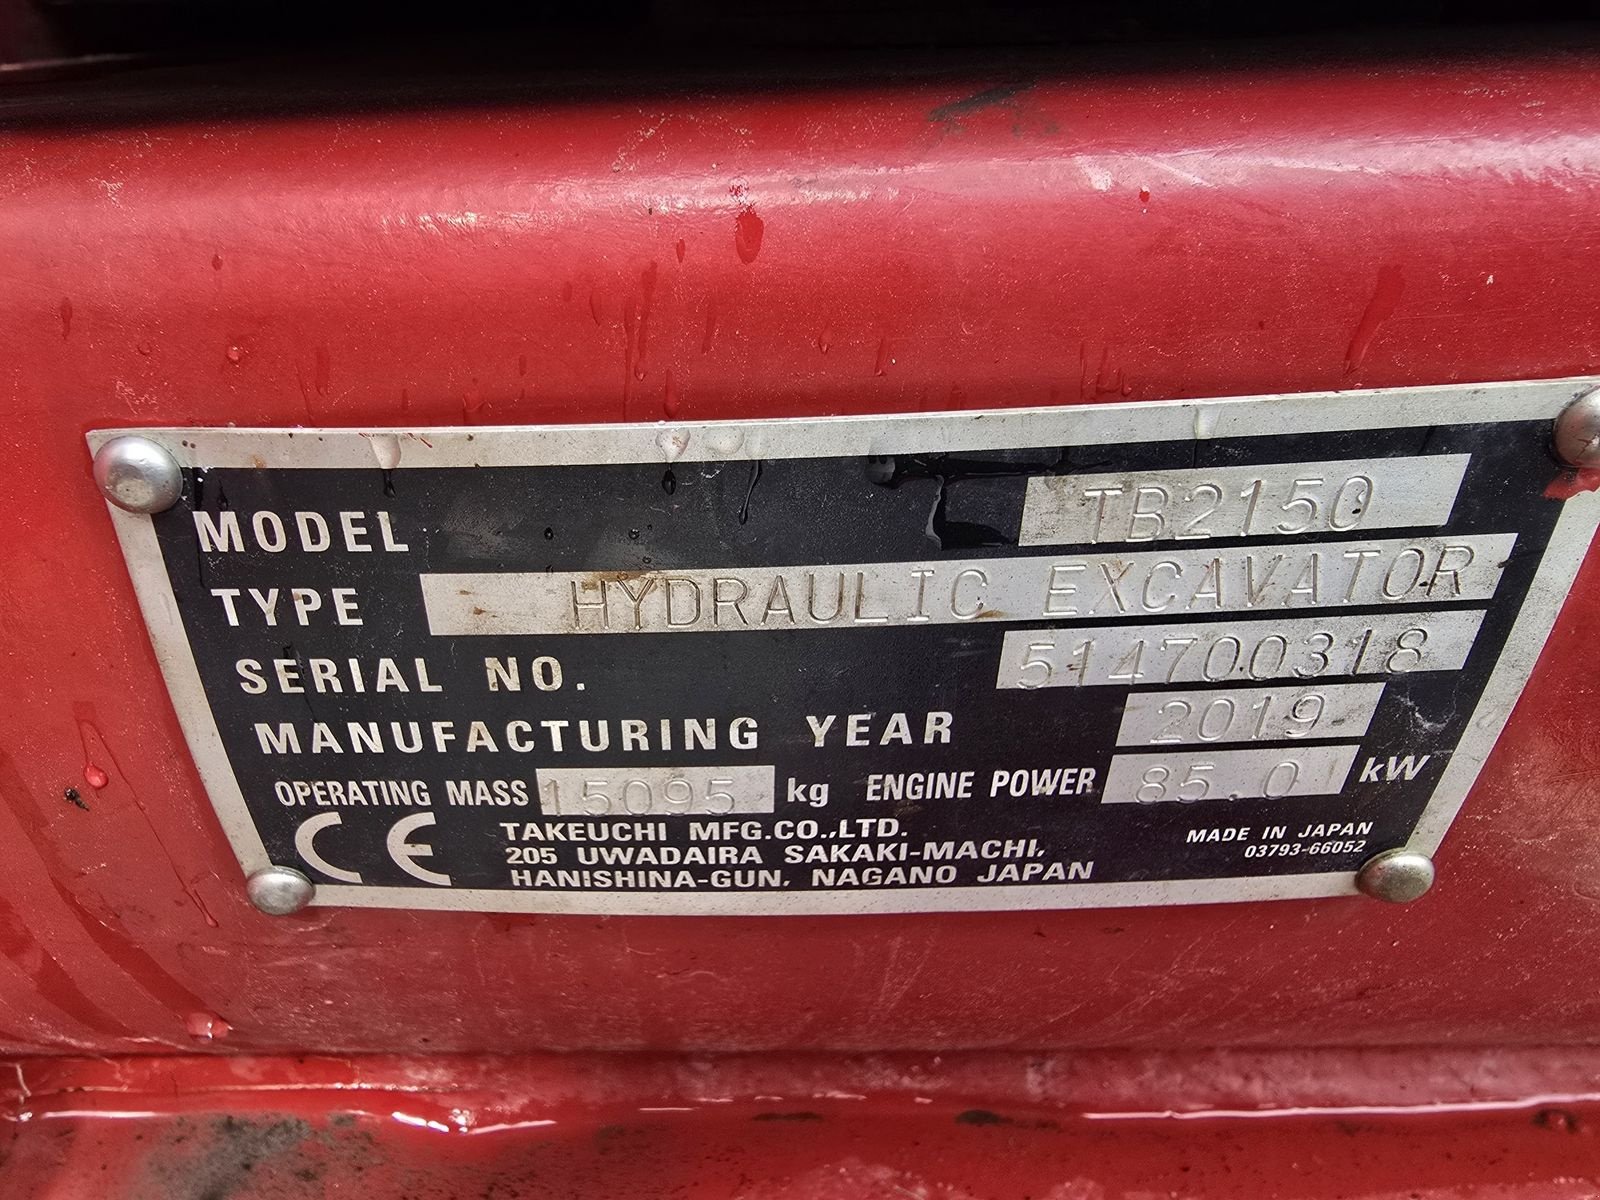 MODEL TB2150
TYPE HYDRAULIC EXCAVATOR
SERIAL NO. 514700318
MANUFACTURING YEAR 2019
OPERATING MASS 15095 kg ENGINE POWER 85.0 kW
CE
TAKEUCHI MFG.CO.,LTD.
205 UWADAIRA SAKAKI-MACHI,
HANISHINA-GUN, NAGANO JAPAN
MADE IN JAPAN
03793-66052